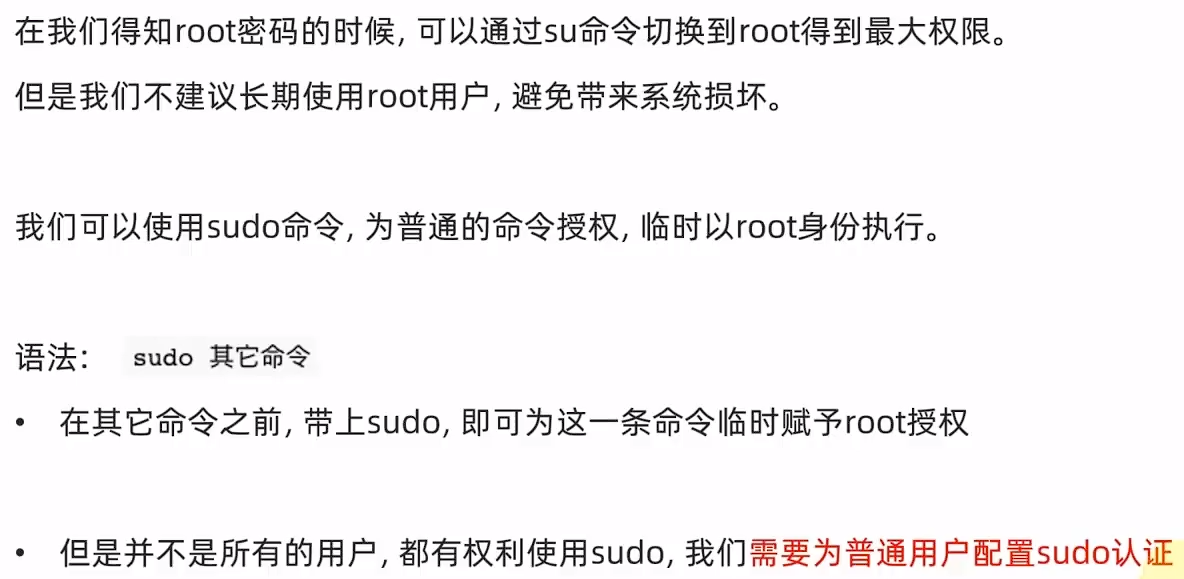 在我们得知root密码的时候, 可以通过su命令切换到root得到最大权限。
但是我们不建议长期使用root用户, 避免带来系统损坏。
我们可以使用sudo命令, 为普通的命令授权, 临时以root身份执行。
语法： sudo 其它命令
• 在其它命令之前, 带上sudo, 即可为这一条命令临时赋予root授权
• 但是并不是所有的用户, 都有权利使用sudo, 我们需要为普通用户配置sudo认证